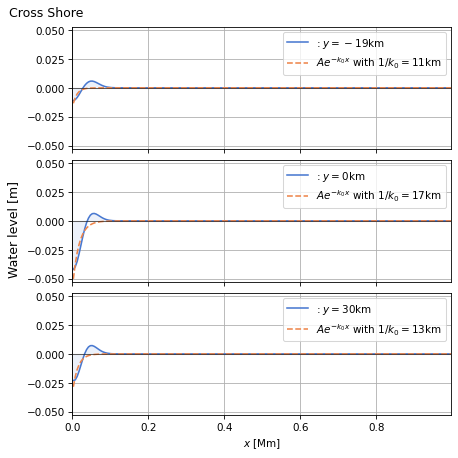 Cross Shore
0.050
0.025
0.000
−0.025
−0.050
: y = −19km
Ae^{−k₀x} with 1/k₀ = 11km
0.050
0.025
0.000
−0.025
−0.050
: y = 0km
Ae^{−k₀x} with 1/k₀ = 17km
Water level [m]
0.050
0.025
0.000
−0.025
−0.050
: y = 30km
Ae^{−k₀x} with 1/k₀ = 13km
0.0 0.2 0.4 0.6 0.8
x [Mm]